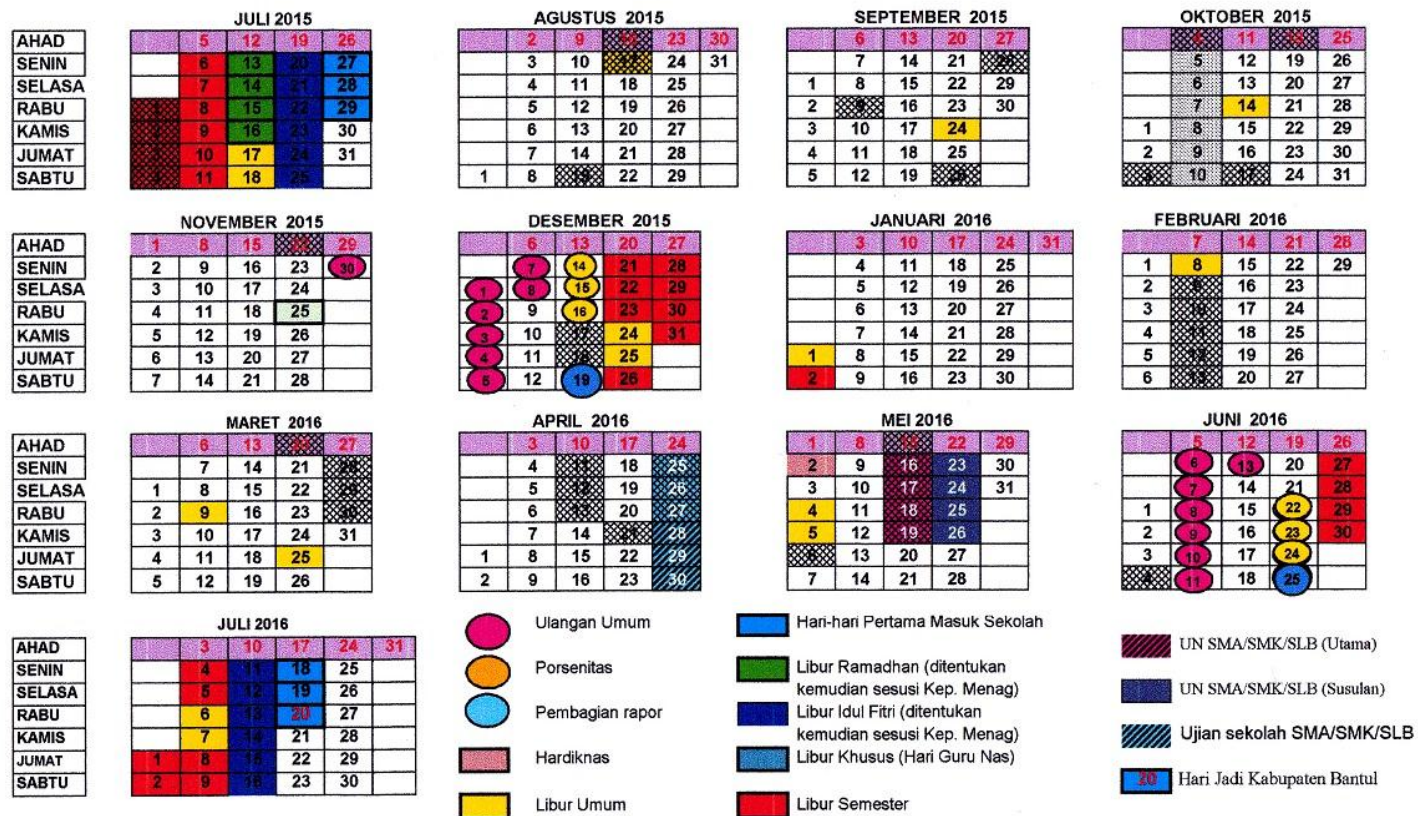 JULI 2015
AHAD 5 12 19 26
SENIN 6 13 20 27
SELASA 7 14 21 28
RABU 1 8 15 22 29
KAMIS 9 16 23 30
JUMAT 10 17 24 31
SABTU 11 18 25
AGUSTUS 2015
2 9 23 30
3 10 17 24 31
4 11 18 25
5 12 19 26
6 13 20 27
7 14 21 28
1 8 22 29
SEPTEMBER 2015
6 13 20 27
7 14 21
1 8 15 22 29
2 9 16 23 30
3 10 17 24
4 11 18 25
5 12 19
OKTOBER 2015
11 25
5 12 19 26
6 13 20 27
7 14 21 28
1 8 15 22 29
2 9 16 23 30
3 10 17 24 31
NOVEMBER 2015
AHAD 1 8 15 29
SENIN 2 9 16 23 30
SELASA 3 10 17 24
RABU 4 11 18 25
KAMIS 5 12 19 26
JUMAT 6 13 20 27
SABTU 7 14 21 28
DESEMBER 2015
6 13 20 27
7 14 21 28
1 8 15 22 29
2 9 16 23 30
3 10 17 24 31
4 11 18 25
5 12 19 26
JANUARI 2016
3 10 17 24 31
4 11 18 25
5 12 19 26
6 13 20 27
7 14 21 28
1 8 15 22 29
2 9 16 23 30
FEBRUARI 2016
7 14 21 28
1 8 15 22 29
2 16 23
3 10 17 24
4 11 18 25
5 12 19 26
6 13 20 27
MARET 2016
AHAD 6 13 27
SENIN 7 14 21
SELASA 1 8 15 22
RABU 2 9 16 23 30
KAMIS 3 10 17 24 31
JUMAT 4 11 18 25
SABTU 5 12 19 26
APRIL 2016
3 10 17 24
4 11 18 25
5 12 19 26
6 13 20 27
7 14 21 28
1 8 15 22 29
2 9 16 23 30
MEI 2016
1 8 22 29
2 9 16 23 30
3 10 17 24 31
4 11 18 25
5 12 19 26
13 20 27
7 14 21 28
JUNI 2016
5 12 19 26
6 13 20 27
7 14 21 28
1 8 15 22 29
2 9 16 23 30
3 10 17 24
4 11 18 25
JULI 2016
AHAD 3 10 17 24 31
SENIN 4 11 18 25
SELASA 5 12 19 26
RABU 6 13 20 27
KAMIS 7 14 21 28
JUMAT 1 8 15 22 29
SABTU 2 9 16 23 30
Ulangan Umum
Porsenitas
Pembagian rapor
Hardiknas
Libur Umum
Hari-hari Pertama Masuk Sekolah
Libur Ramadhan (ditentukan
kemudian sesusi Kep. Menag)
Libur Idul Fitri (ditentukan
kemudian sesuai Kep. Menag)
Libur Khusus (Hari Guru Nas)
Libur Semester
UN SMA/SMK/SLB (Utama)
UN SMA/SMK/SLB (Susulan)
Ujian sekolah SMA/SMK/SLB
20 Hari Jadi Kabupaten Bantul